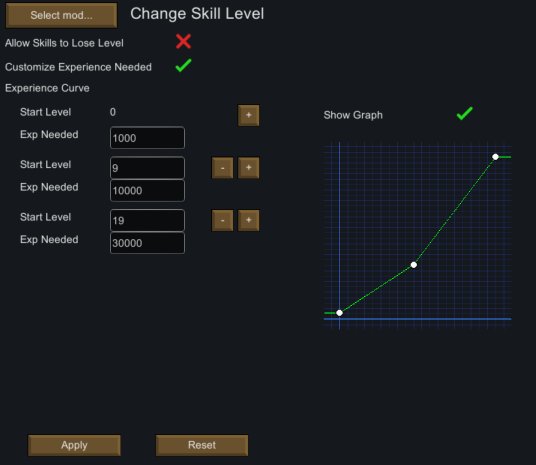 Select mod...
Change Skill Level
Allow Skills to Lose Level
Customize Experience Needed
Experience Curve
Start Level 0 +
Show Graph
Exp Needed 1000
Start Level 9 - +
Exp Needed 10000
Start Level 19 - +
Exp Needed 30000
Apply Reset